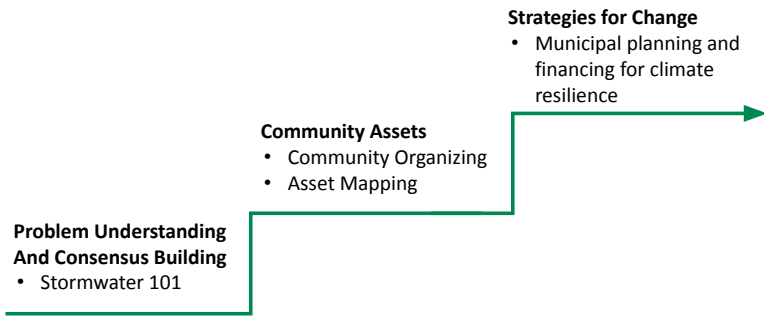 Strategies for Change
• Municipal planning and
financing for climate
resilience
Community Assets
• Community Organizing
• Asset Mapping
Problem Understanding
And Consensus Building
• Stormwater 101